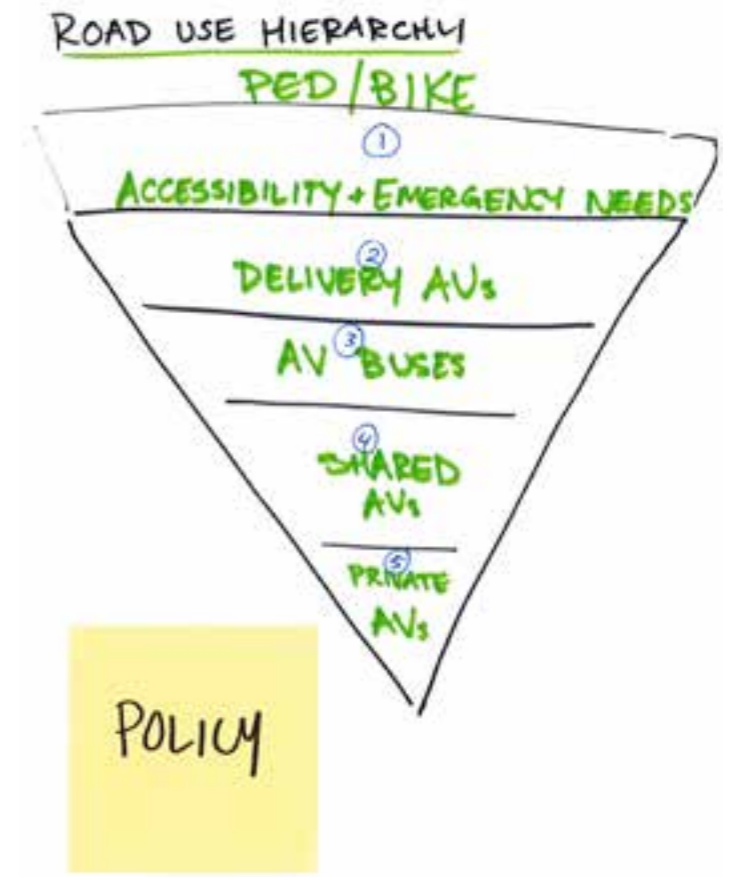 ROAD USE HIERARCHY
PED/BIKE
1
ACCESSIBILITY + EMERGENCY NEEDS
2
DELIVERY AVs
3
AV BUSES
4
SHARED
AVs
5
PRIVATE
AVs
POLICY